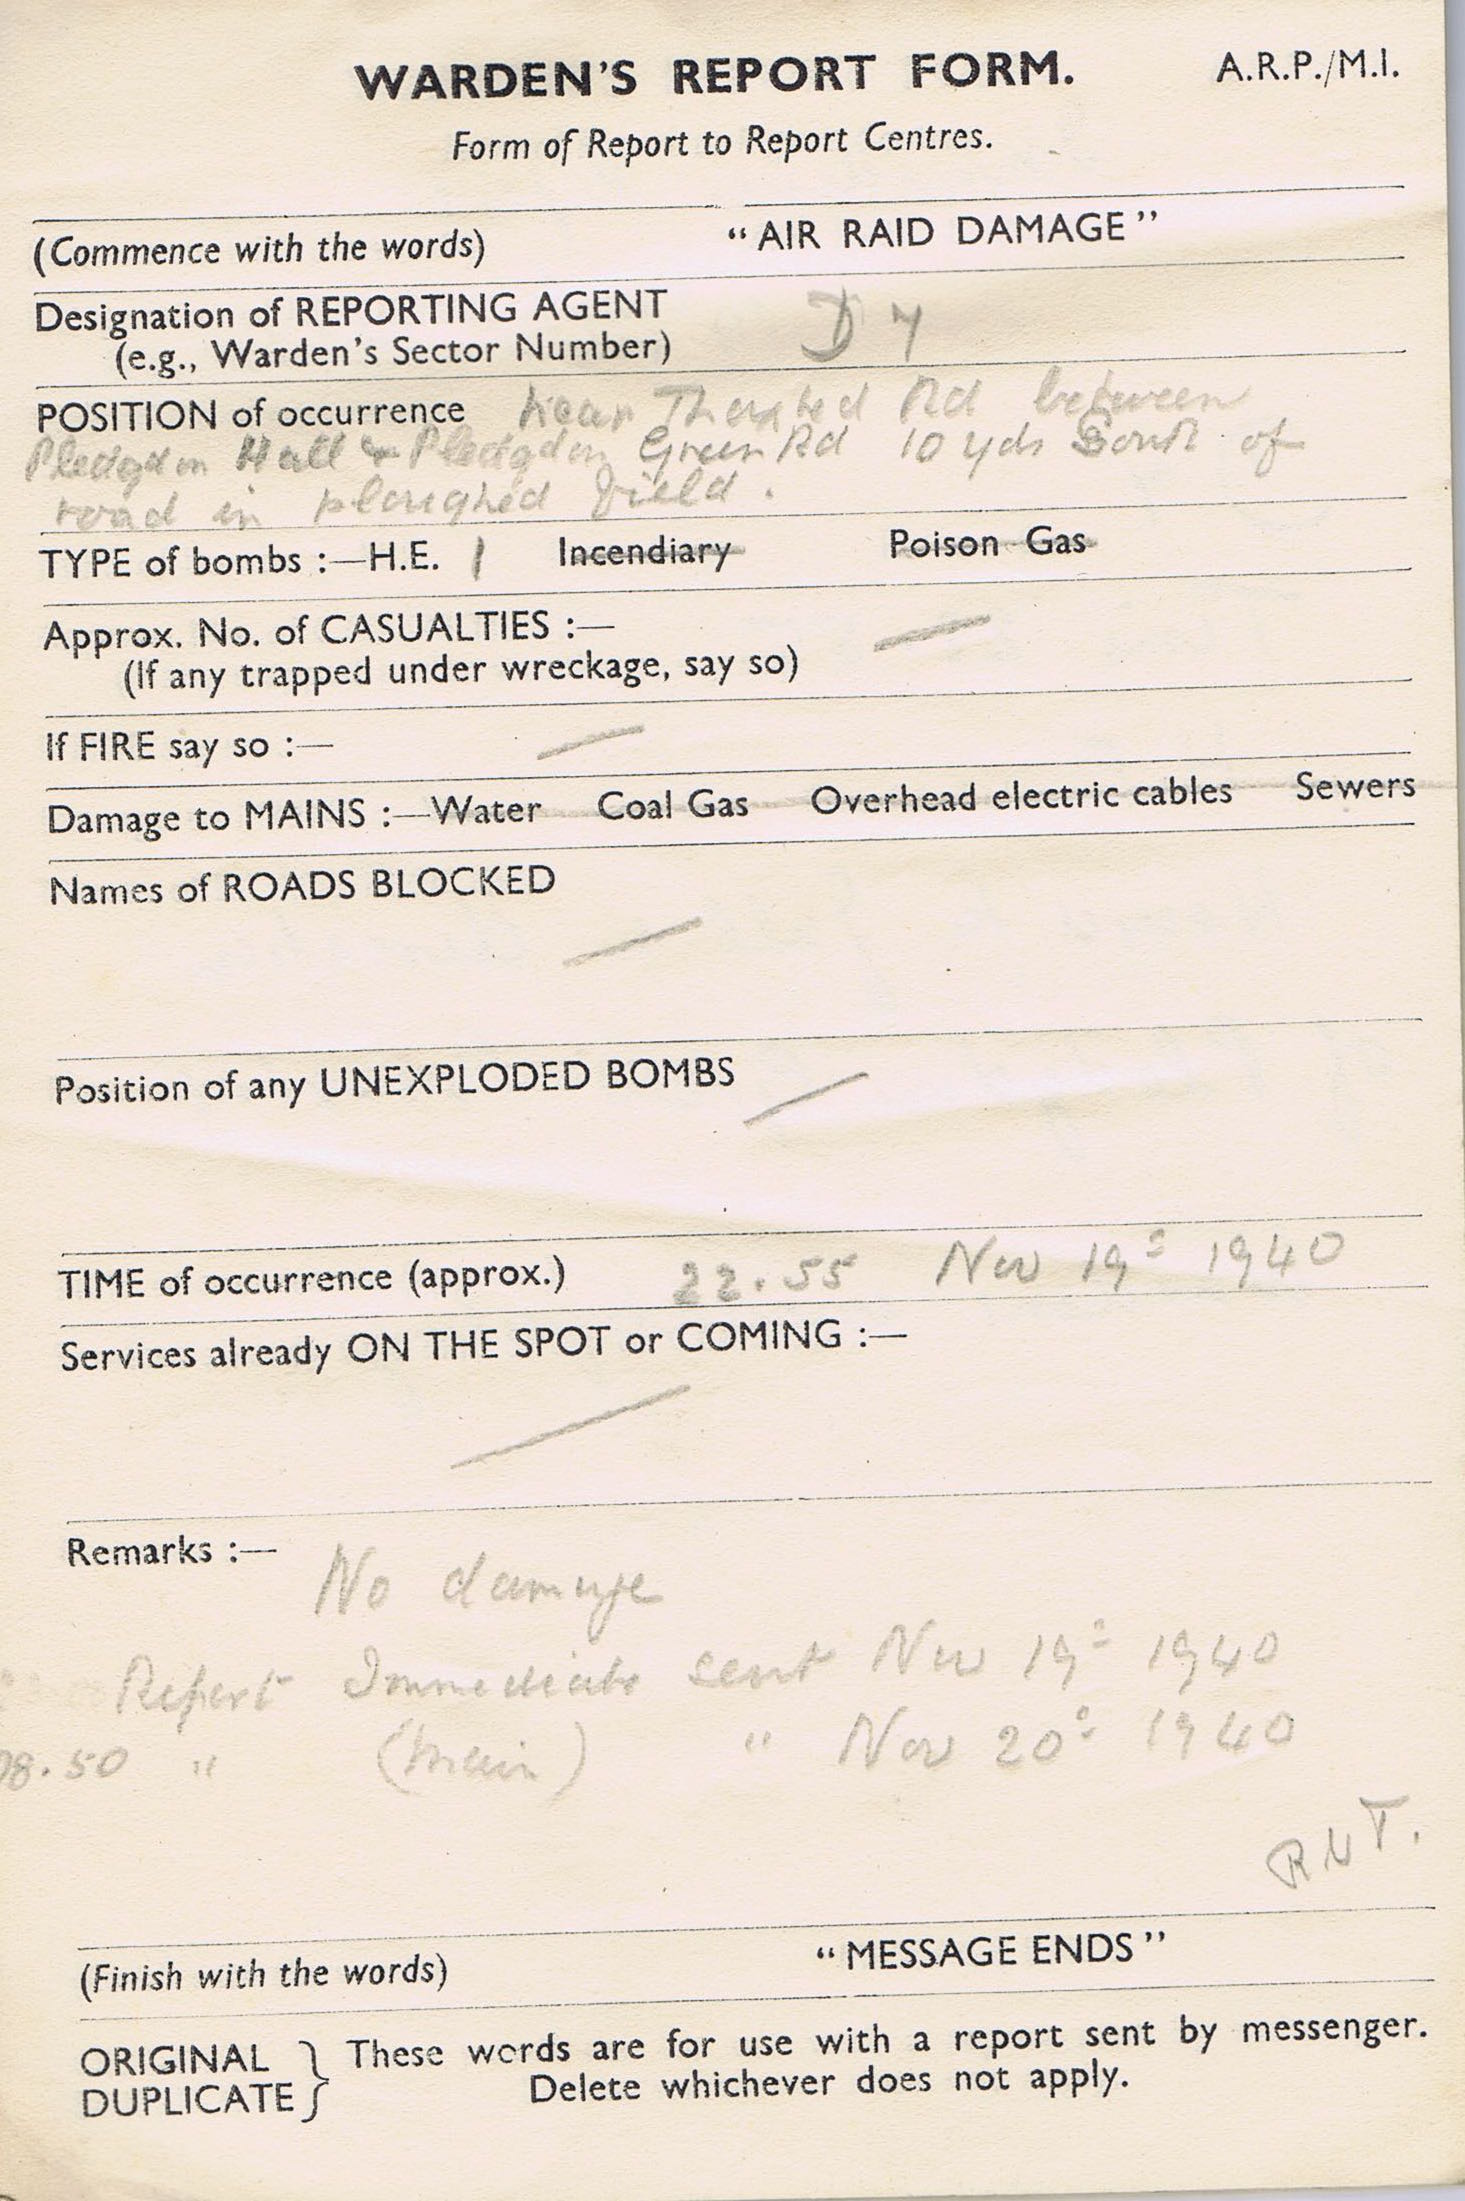 WARDEN'S REPORT FORM. A.R.P./M.I.
Form of Report to Report Centres.
(Commence with the words) "AIR RAID DAMAGE"
Designation of REPORTING AGENT
(e.g., Warden's Sector Number) D 7
POSITION of occurrence Near Thaxted Rd between
Pledgdon Hall & Pledgdon Green Rd 10 yds South of
road in ploughed field.
TYPE of bombs :—H.E. 1 Incendiary Poison Gas
Approx. No. of CASUALTIES :— —
(If any trapped under wreckage, say so)
If FIRE say so :— —
Damage to MAINS :—Water Coal Gas Overhead electric cables Sewers
Names of ROADS BLOCKED
—
Position of any UNEXPLODED BOMBS —
TIME of occurrence (approx.) 22.55 Nov 19º 1940
Services already ON THE SPOT or COMING :—
—
Remarks :— No damage
Report Immediate sent Nov 19º 1940
08.50 " (Main) " Nov 20º 1940
(Finish with the words) "MESSAGE ENDS"
ORIGINAL } These words are for use with a report sent by messenger.
DUPLICATE } Delete whichever does not apply.